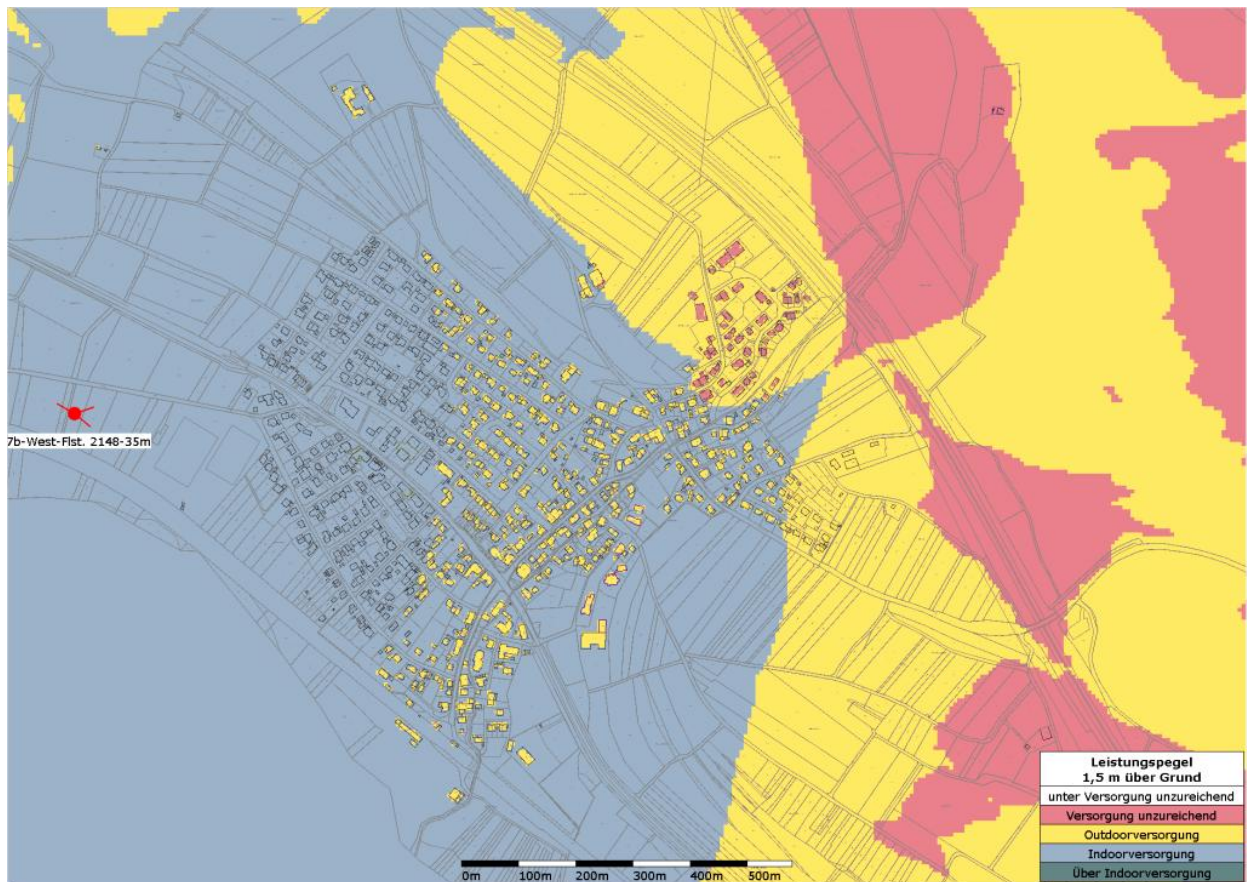 7b-West-Flst. 2148-35m
Leistungspegel
1,5 m über Grund
unter Versorgung unzureichend
Versorgung unzureichend
Outdoorversorgung
Indoorversorgung
Über Indoorversorgung
0m 100m 200m 300m 400m 500m